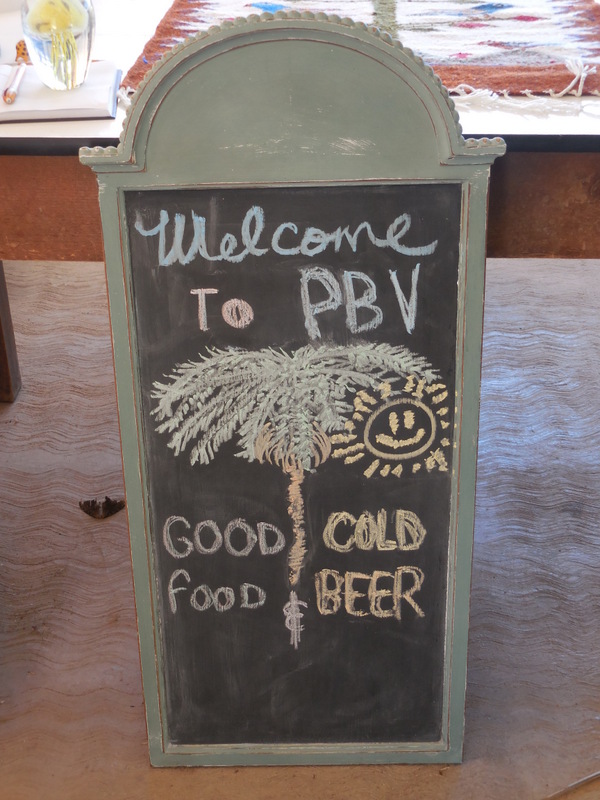 Welcome
To PBV
GOOD COLD
FOOD & BEER